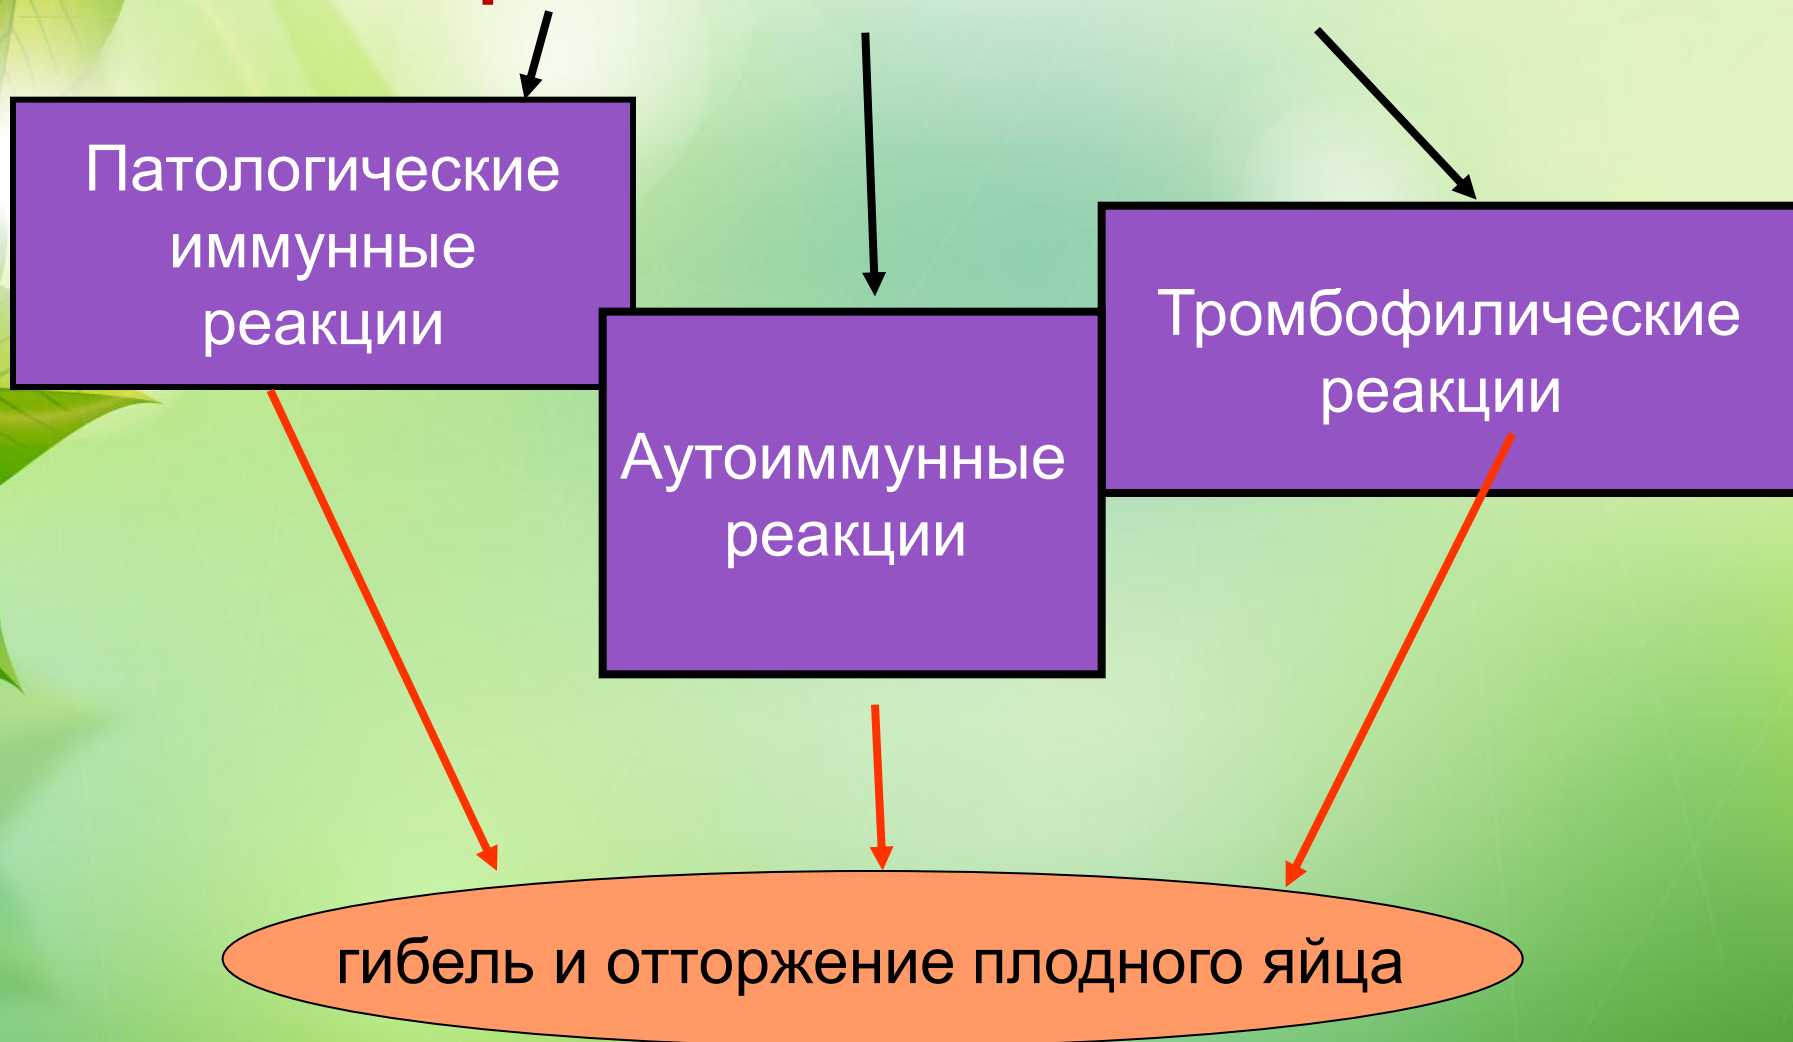 Патологические
иммунные
реакции
Аутоиммунные
реакции
Тромбофилические
реакции
гибель и отторжение плодного яйца